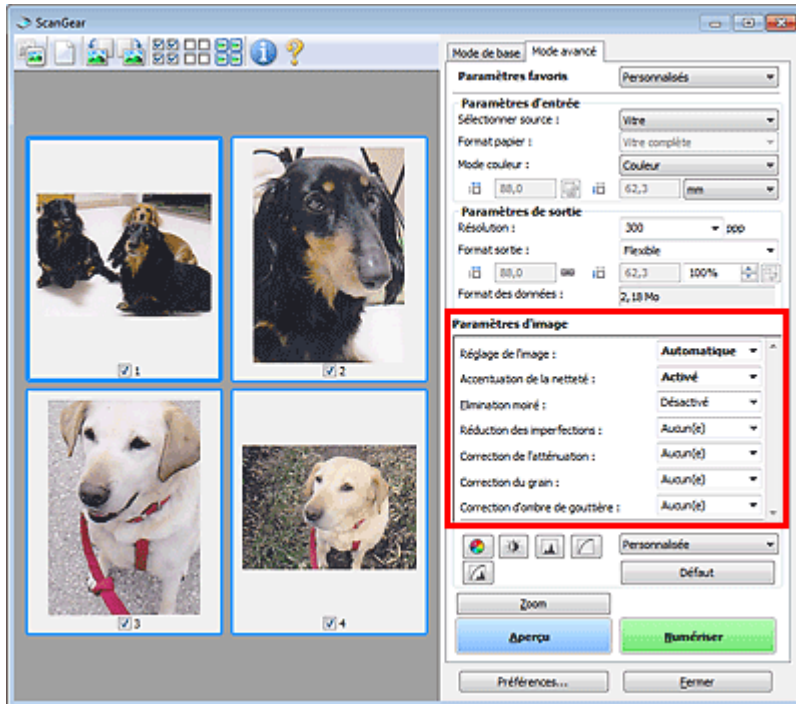 ScanGear
Mode de base Mode avancé
Paramètres favoris Personnalisés
Paramètres d'entrée
Sélectionner source : Vitre
Format papier : Vitre complète
Mode couleur : Couleur
88,0 62,3 mm
Paramètres de sortie
Résolution : 300 ppp
Format sortie : Flexible
88,0 62,3 100%
Format des données : 2,18 Mo
Paramètres d'image
Réglage de l'image : Automatique
Accentuation de la netteté : Activé
Elimination moiré : Désactivé
Réduction des imperfections : Aucun(e)
Correction de l'atténuation : Aucun(e)
Correction du grain : Aucun(e)
Correction d'ombre de gouttière : Aucun(e)
Personnalisée
Défaut
Zoom
Aperçu Numériser
Préférences... Fermer
1
2
3
4